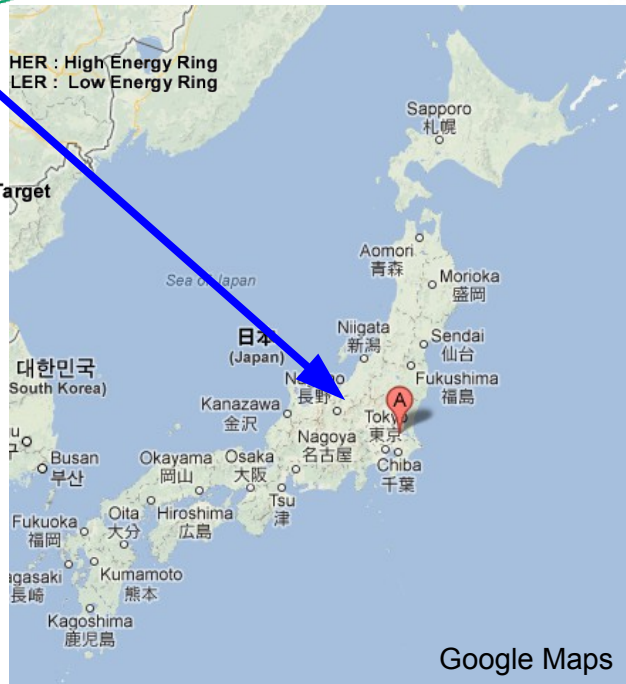 HER : High Energy Ring
LER : Low Energy Ring
Target
Sapporo
札幌
Aomori
青森
Morioka
盛岡
Sea of Japan
日本
(Japan)
Niigata
新潟
Sendai
仙台
대한민국
South Korea)
長野
Fukushima
福島
A
Kanazawa
金沢
Tokyo
東京
Nagoya
名古屋
Busan
부산
Okayama
岡山
Osaka
大阪
Chiba
千葉
Tsu
津
Fukuoka
福岡
Oita
大分
Hiroshima
広島
agasaki
長崎
Kumamoto
熊本
Kagoshima
鹿児島
Google Maps